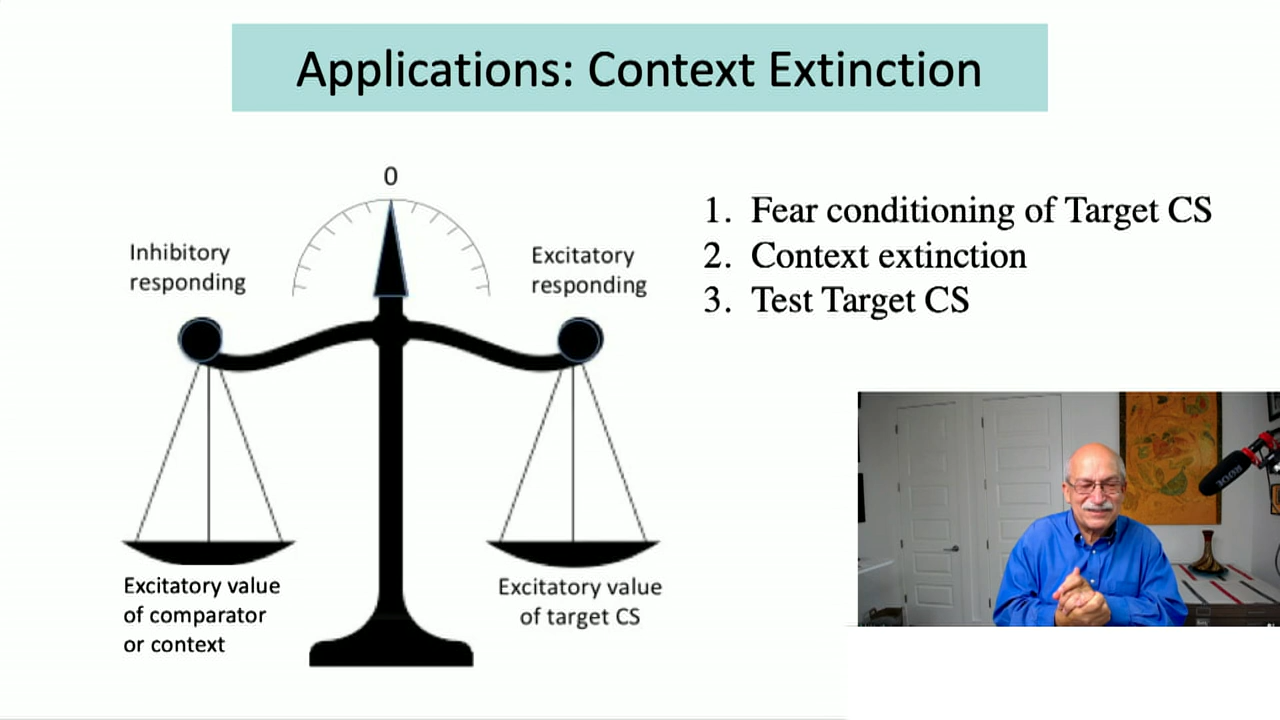 Applications: Context Extinction
0
Inhibitory
responding
Excitatory
responding
1. Fear conditioning of Target CS
2. Context extinction
3. Test Target CS
Excitatory value
of comparator
or context
Excitatory value
of target CS
RODE